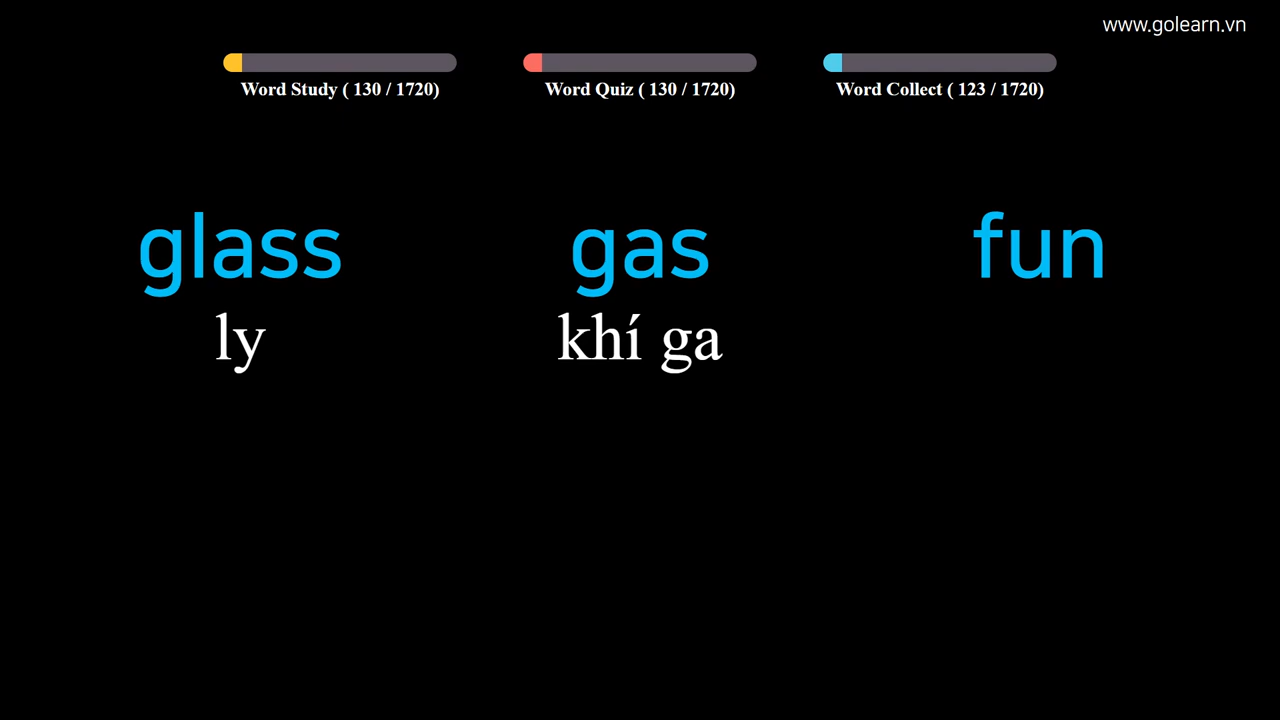 www.golearn.vn
Word Study ( 130 / 1720)
Word Quiz ( 130 / 1720)
Word Collect ( 123 / 1720)
glass
gas
fun
ly
khí ga